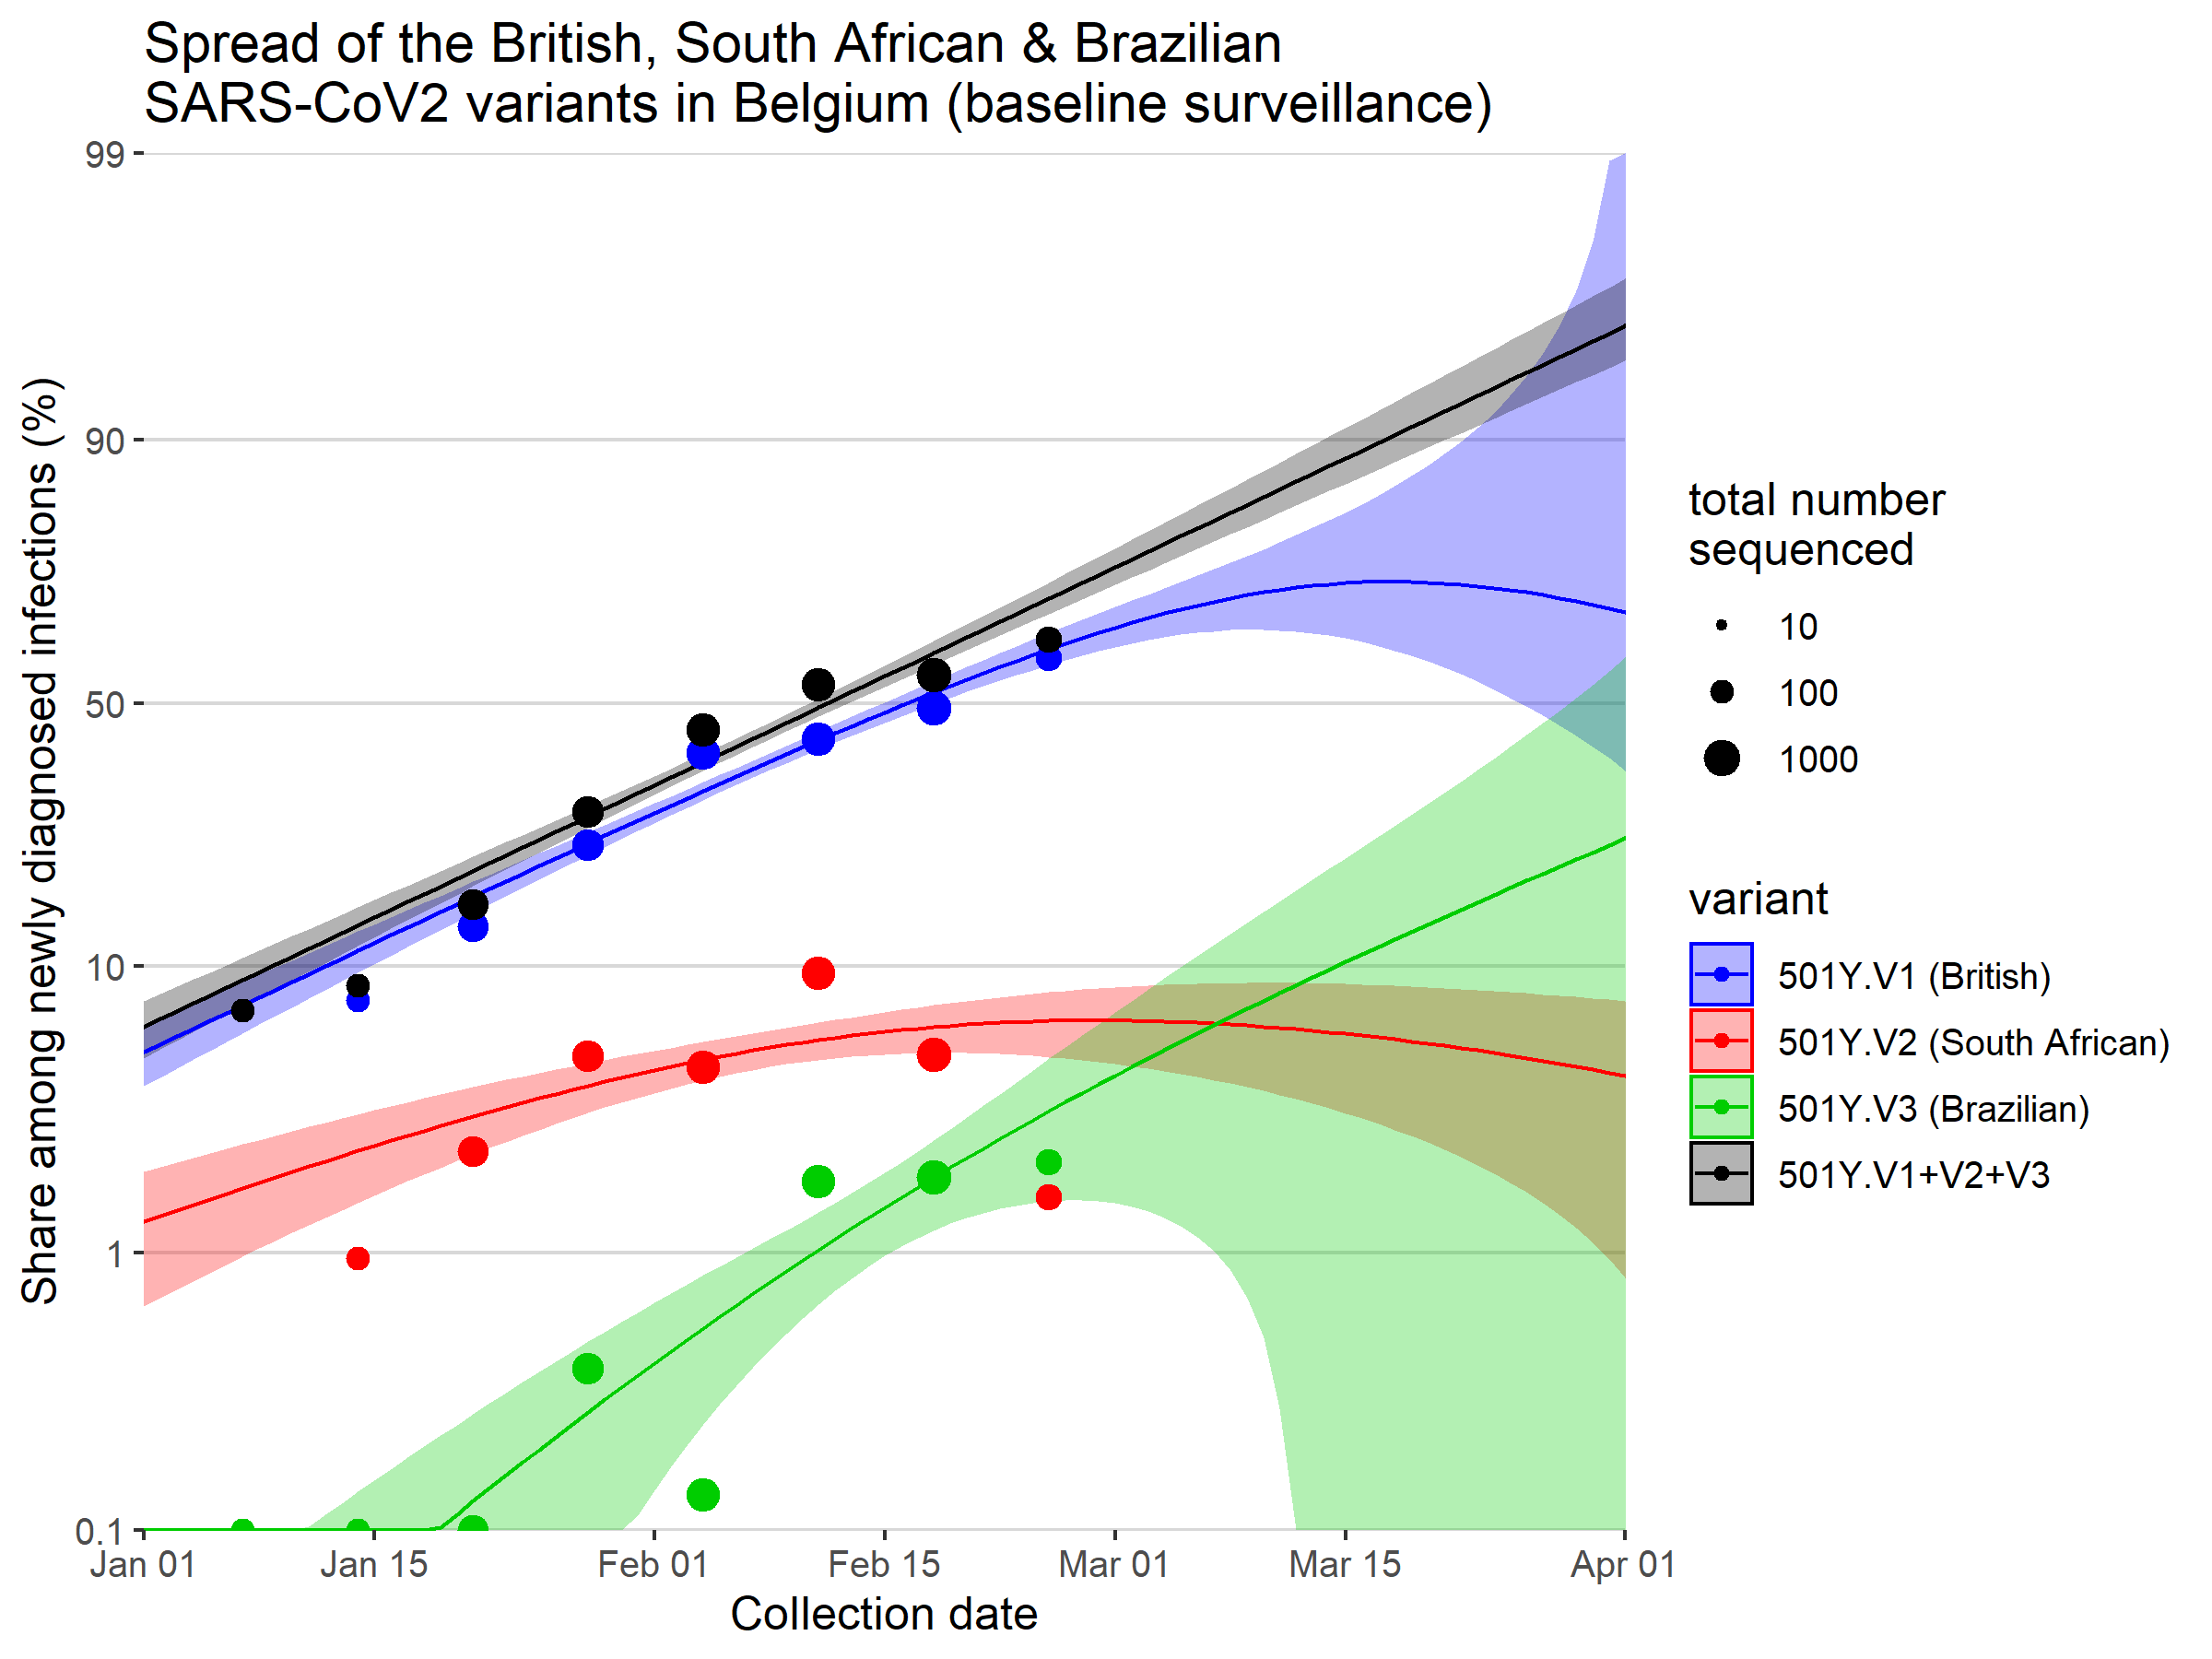 Spread of the British, South African & Brazilian
SARS-CoV2 variants in Belgium (baseline surveillance)
Share among newly diagnosed infections (%)
99
90
50
10
1
0.1
Jan 01
Jan 15
Feb 01
Feb 15
Mar 01
Mar 15
Apr 01
Collection date
total number
sequenced
10
100
1000
variant
501Y.V1 (British)
501Y.V2 (South African)
501Y.V3 (Brazilian)
501Y.V1+V2+V3